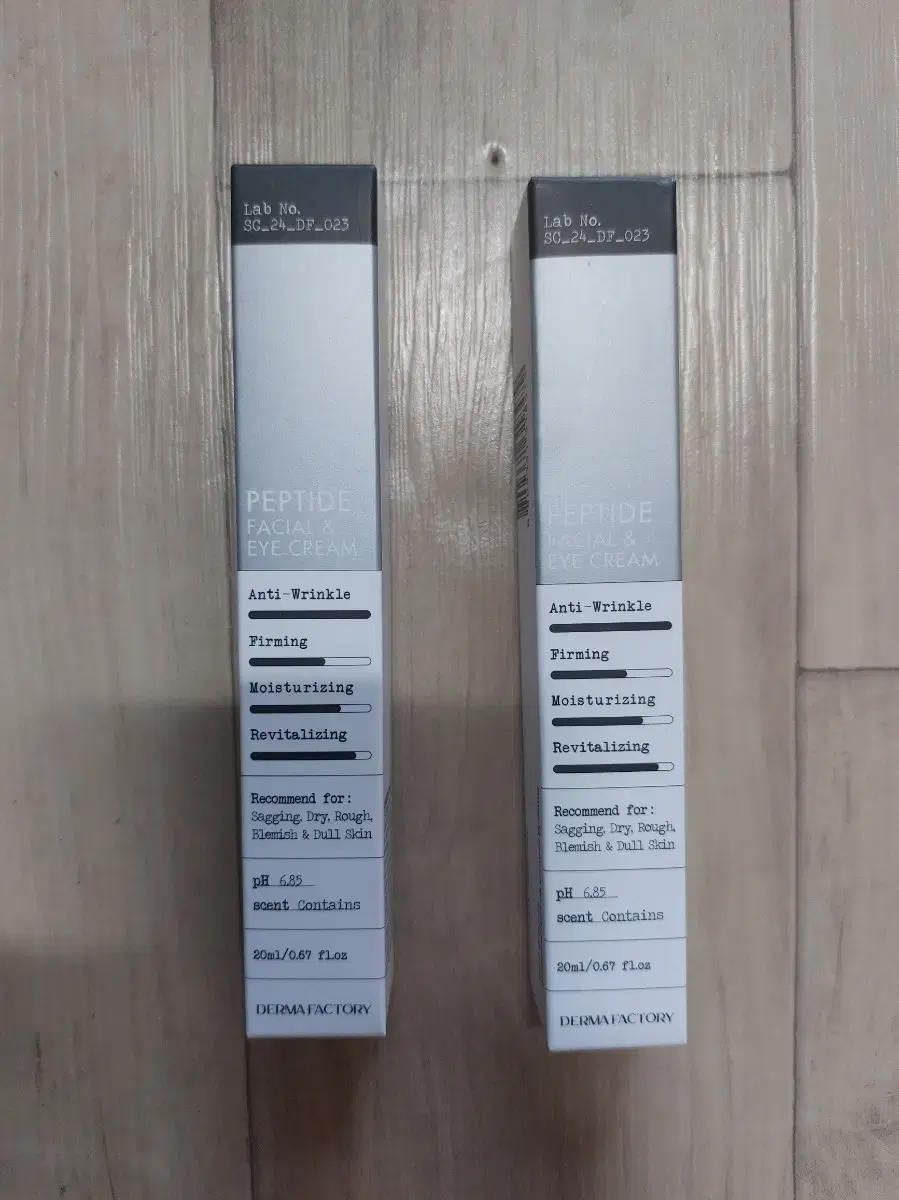 Lab No.
SC_24_DF_023
PEPTIDE
FACIAL &
EYE CREAM
Anti-Wrinkle
Firming
Moisturizing
Revitalizing
Recommend for:
Sagging, Dry, Rough,
Blemish & Dull Skin
pH 6.85
scent Contains
20ml/0.67 fl.oz
DERMA FACTORY
Lab No.
SC_24_DF_023
PEPTIDE
FACIAL &
EYE CREAM
Anti-Wrinkle
Firming
Moisturizing
Revitalizing
Recommend for:
Sagging, Dry, Rough,
Blemish & Dull Skin
pH 6.85
scent Contains
20ml/0.67 fl.oz
DERMA FACTORY